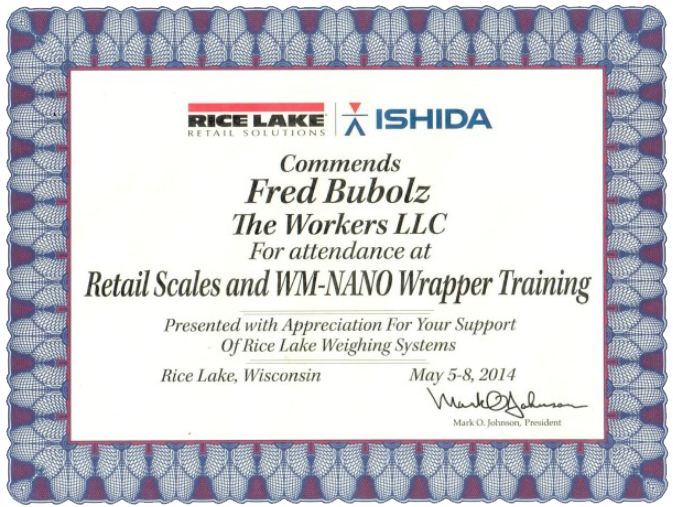 RICE LAKE ISHIDA
RETAIL SOLUTIONS
Commends
Fred Bubolz
The Workers LLC
For attendance at
Retail Scales and WM-NANO Wrapper Training
Presented with Appreciation For Your Support
Of Rice Lake Weighing Systems
Rice Lake, Wisconsin May 5-8, 2014
Mark O Johnson
Mark O. Johnson, President